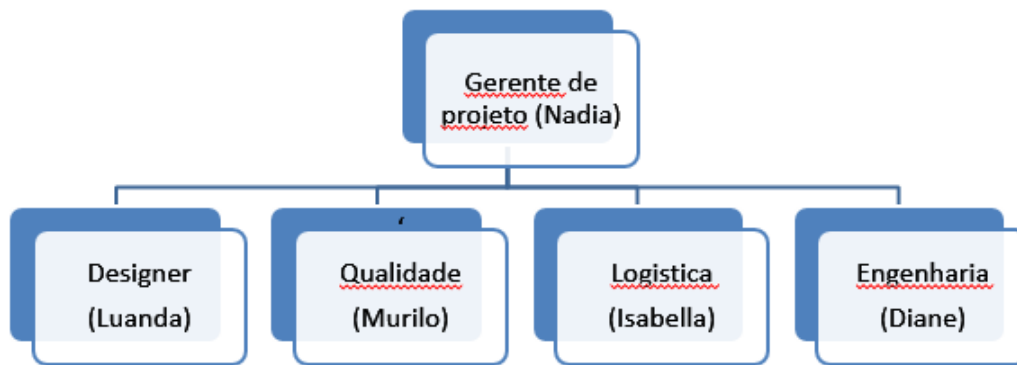 Gerente de
projeto (Nadia)
Designer
(Luanda)
Qualidade
(Murilo)
Logistica
(Isabella)
Engenharia
(Diane)